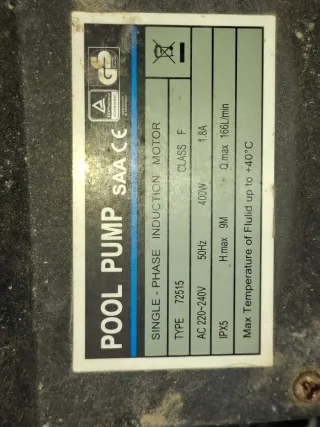 POOL PUMP SAA CE
SINGLE - PHASE INDUCTION MOTOR
TYPE 72515 CLASS F
AC 220~240V 50Hz 400W 1.8A
IPX5 H.max 9M Q.max 166L/min
Max Temperature of Flulid up to +40°C